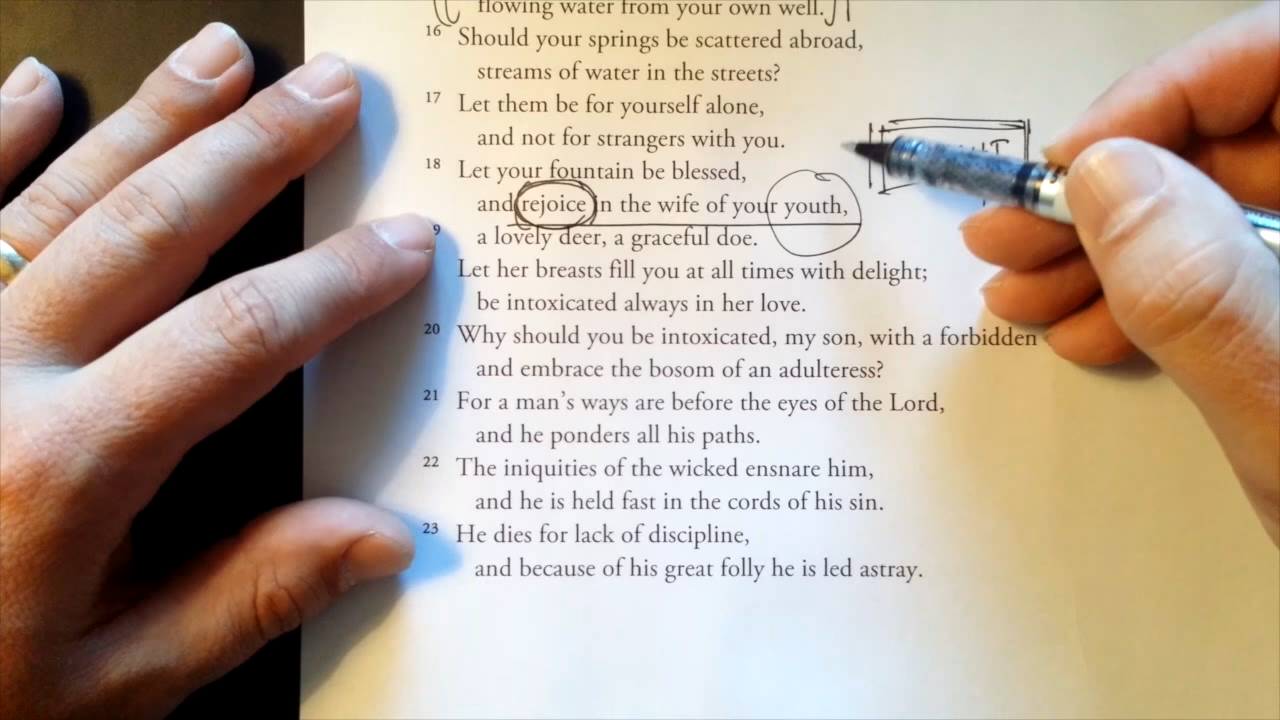 flowing water from your own well.
16 Should your springs be scattered abroad,
streams of water in the streets?
17 Let them be for yourself alone,
and not for strangers with you.
18 Let your fountain be blessed,
and rejoice in the wife of your youth,
9 a lovely deer, a graceful doe.
Let her breasts fill you at all times with delight;
be intoxicated always in her love.
20 Why should you be intoxicated, my son, with a forbidden
and embrace the bosom of an adulteress?
21 For a man's ways are before the eyes of the Lord,
and he ponders all his paths.
22 The iniquities of the wicked ensnare him,
and he is held fast in the cords of his sin.
23 He dies for lack of discipline,
and because of his great folly he is led astray.